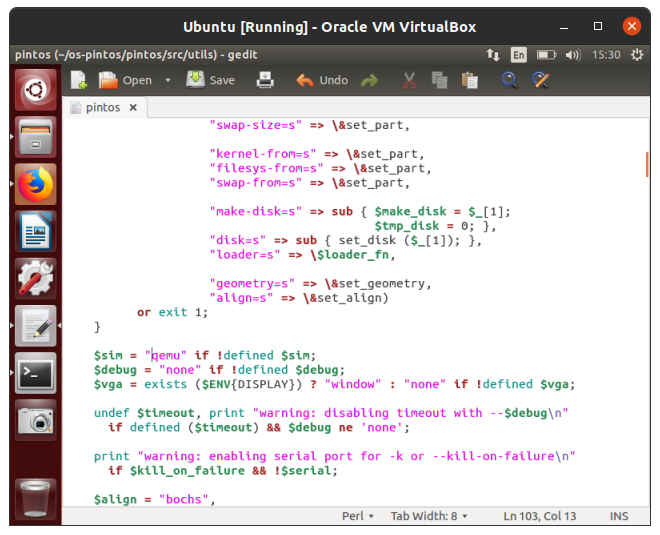 Ubuntu [Running] - Oracle VM VirtualBox
pintos (~/os-pintos/pintos/src/utils) - gedit En 15:30
Open Save Undo
pintos ×
"swap-size=s" => \&set_part,
"kernel-from=s" => \&set_part,
"filesys-from=s" => \&set_part,
"swap-from=s" => \&set_part,
"make-disk=s" => sub { $make_disk = $_[1];
$tmp_disk = 0; },
"disk=s" => sub { set_disk ($_[1]); },
"loader=s" => \$loader_fn,
"geometry=s" => \&set_geometry,
"align=s" => \&set_align)
or exit 1;
}
$sim = "qemu" if !defined $sim;
$debug = "none" if !defined $debug;
$vga = exists ($ENV{DISPLAY}) ? "window" : "none" if !defined $vga;
undef $timeout, print "warning: disabling timeout with --$debug\n"
if defined ($timeout) && $debug ne 'none';
print "warning: enabling serial port for -k or --kill-on-failure\n"
if $kill_on_failure && !$serial;
$align = "bochs",
Perl Tab Width: 8 Ln 103, Col 13 INS